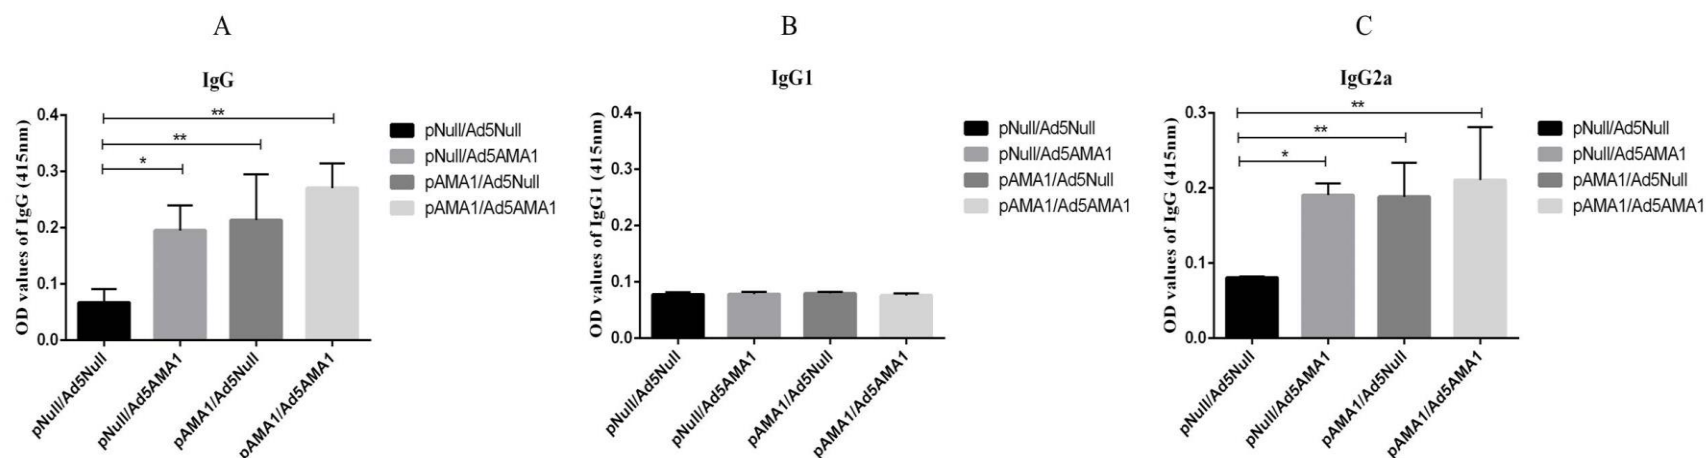 A
IgG
OD values of IgG (415nm)
0.4
0.3
0.2
0.1
0.0
**
**
*
pNull/Ad5Null
pNull/Ad5AMA1
pAMA1/Ad5Null
pAMA1/Ad5AMA1
pNull/Ad5Null
pNull/Ad5AMA1
pAMA1/Ad5Null
pAMA1/Ad5AMA1
B
IgG1
OD values of IgG1 (415nm)
0.4
0.3
0.2
0.1
0.0
pNull/Ad5Null
pNull/Ad5AMA1
pAMA1/Ad5Null
pAMA1/Ad5AMA1
pNull/Ad5Null
pNull/Ad5AMA1
pAMA1/Ad5Null
pAMA1/Ad5AMA1
C
IgG2a
OD values of IgG (415nm)
0.3
0.2
0.1
0.0
**
**
*
pNull/Ad5Null
pNull/Ad5AMA1
pAMA1/Ad5Null
pAMA1/Ad5AMA1
pNull/Ad5Null
pNull/Ad5AMA1
pAMA1/Ad5Null
pAMA1/Ad5AMA1